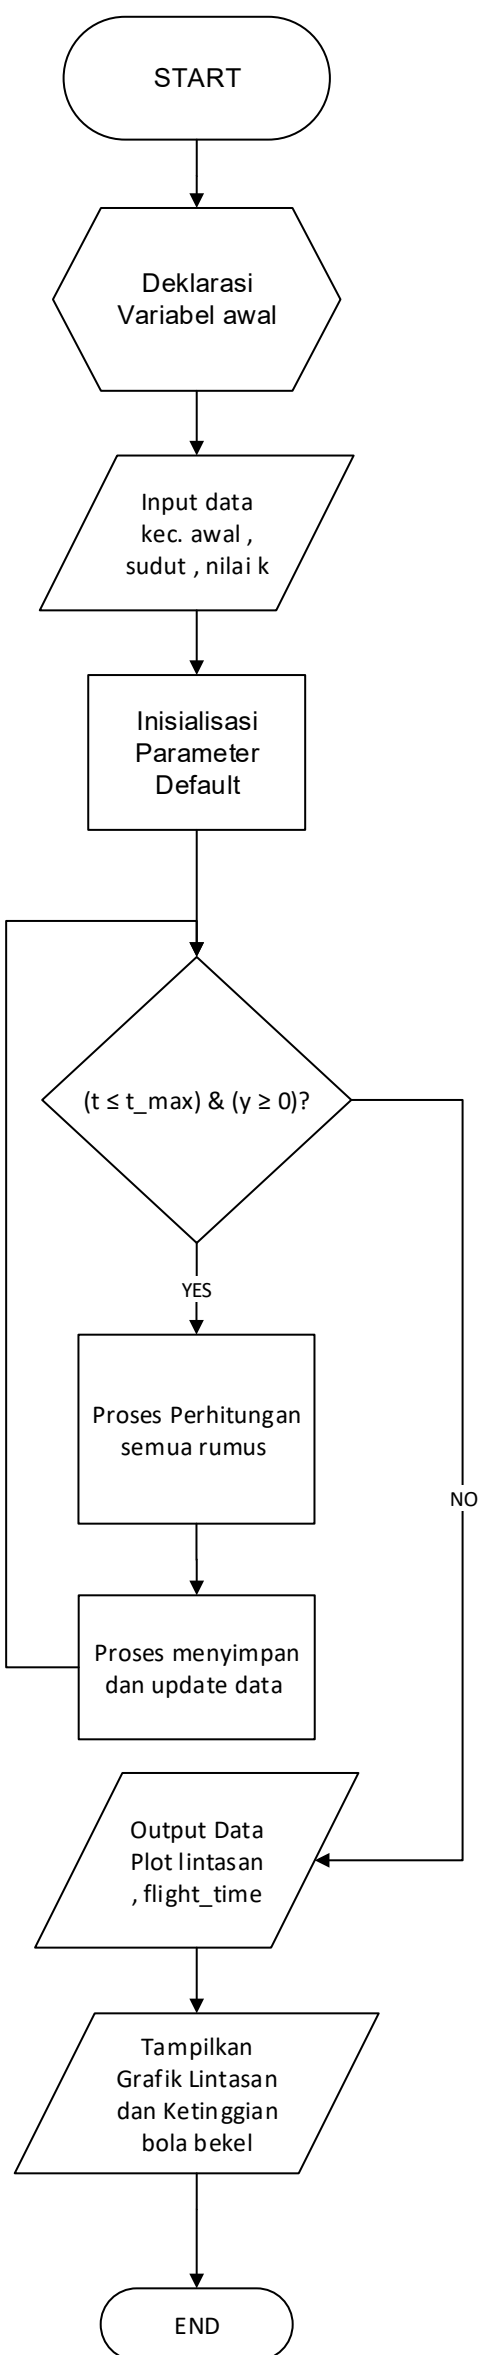 START
Deklarasi
Variabel awal
Input data
kec. awal ,
sudut , nilai k
Inisialisasi
Parameter
Default
(t ≤ t_max) & (y ≥ 0)?
YES
Proses Perhitungan
semua rumus
NO
Proses menyimpan
dan update data
Output Data
Plot lintasan
, flight_time
Tampilkan
Grafik Lintasan
dan Ketinggian
bola bekel
END